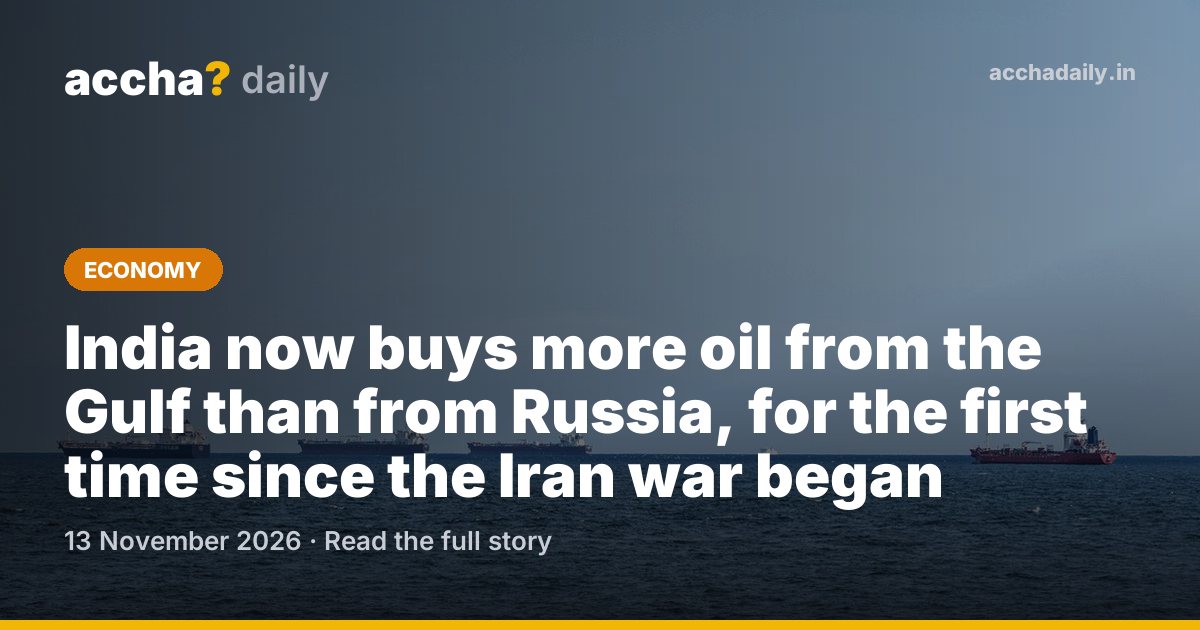 accha? daily
acchadaily.in
ECONOMY
India now buys more oil from the
Gulf than from Russia, for the first
time since the Iran war began
13 November 2026 · Read the full story